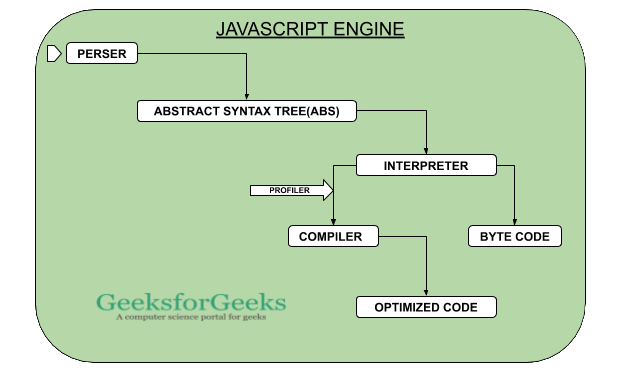 JAVASCRIPT ENGINE
PERSER
ABSTRACT SYNTAX TREE(ABS)
INTERPRETER
PROFILER
COMPILER
BYTE CODE
OPTIMIZED CODE
GeeksforGeeks
A computer science portal for geeks